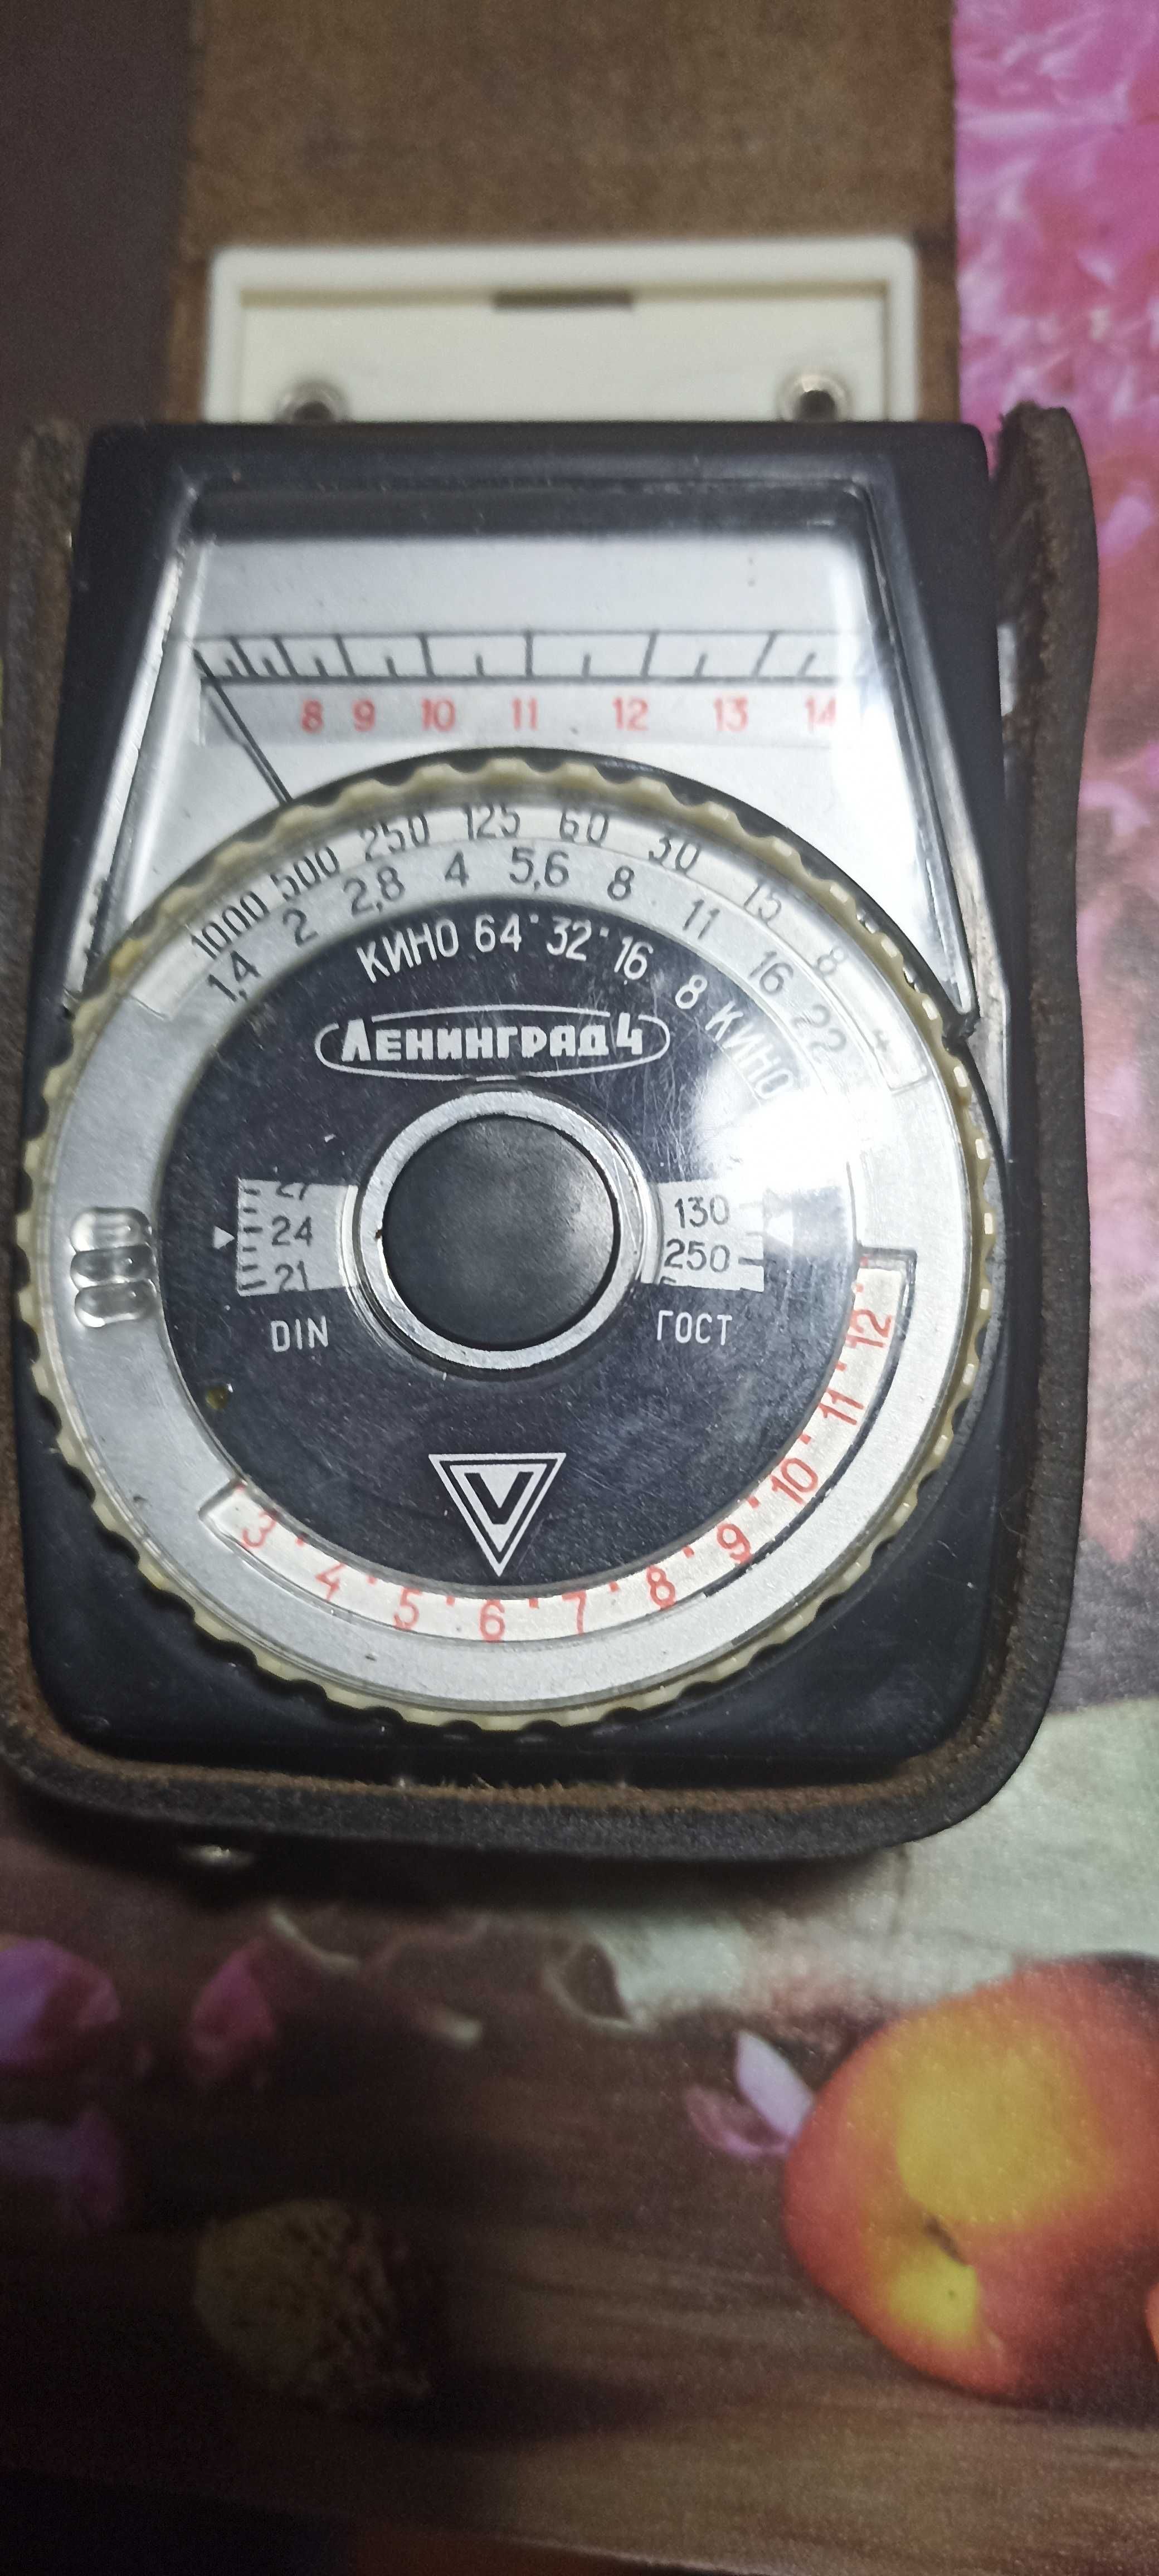 8 9 10 11 12 13 14
1000 500 250 125 60 30 15 8 4
1,4 2 2,8 4 5,6 8 11 16 22
КИНО 64 32 16 8 КИНО
ЛЕНИНГРАД 4
27
24
21
DIN
130
250
ГОСТ
V
3 4 5 6 7 8 9 10 11 12